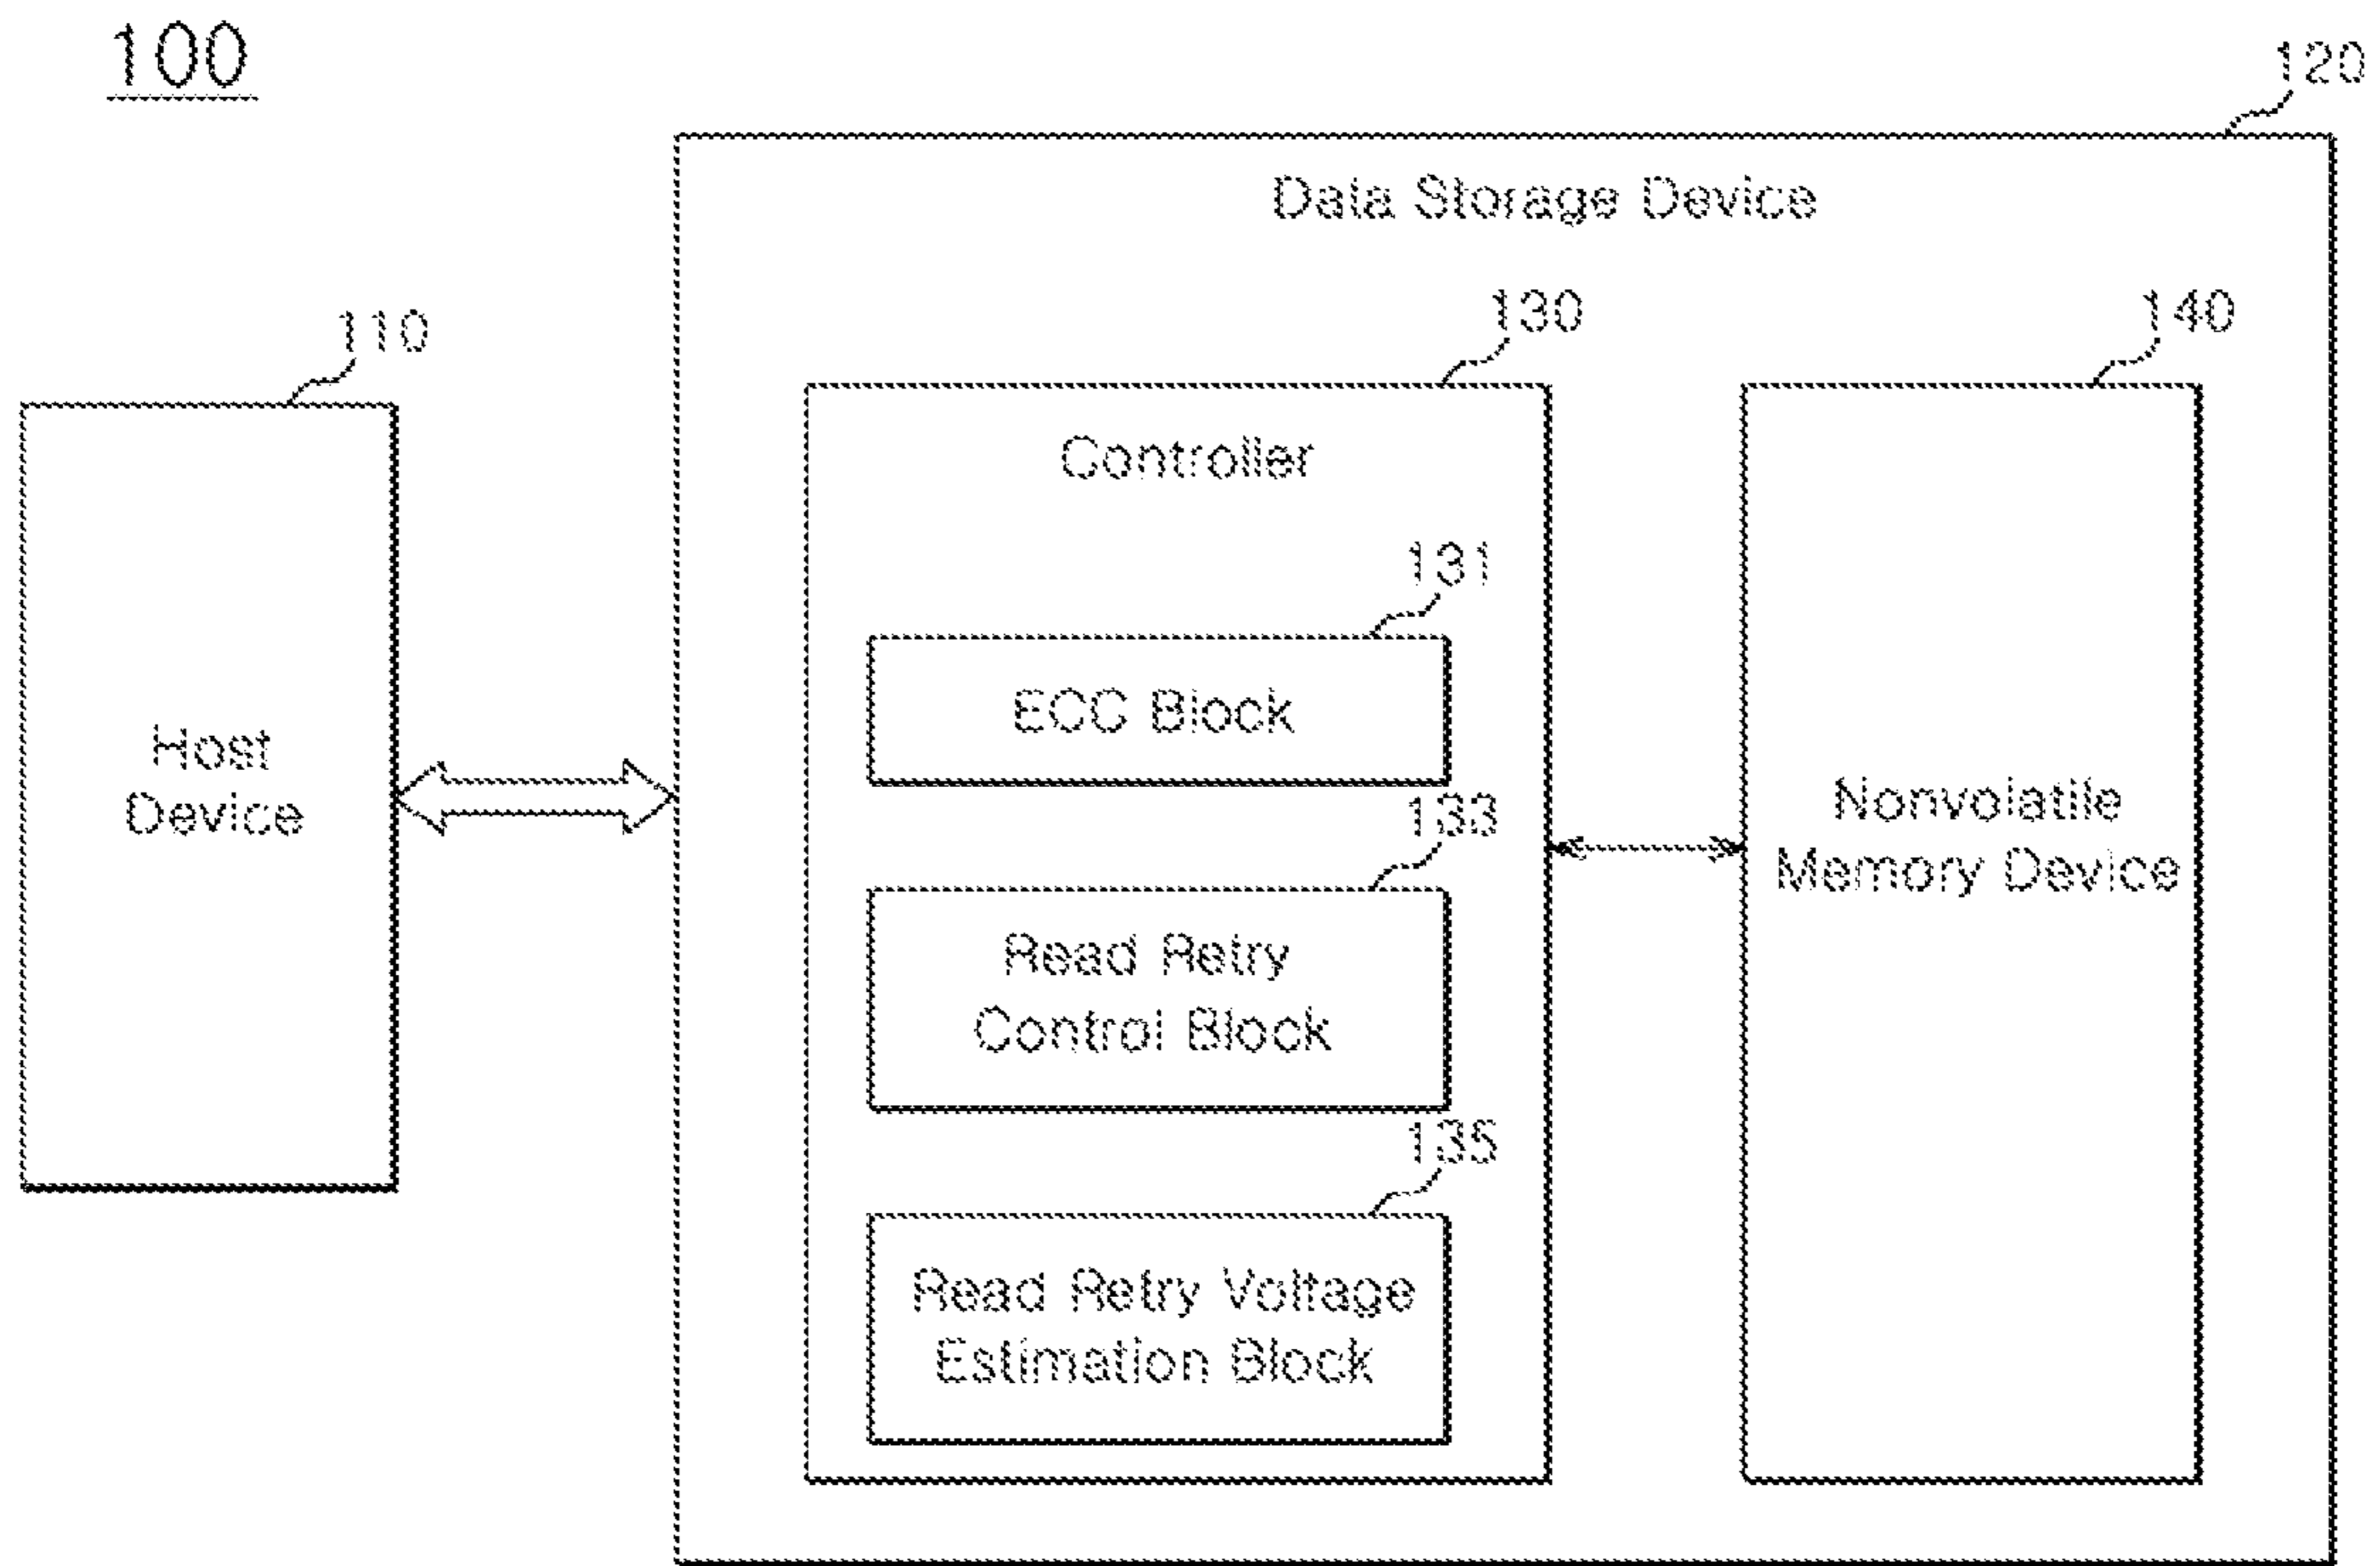 100
120
Data Storage Device
110
130
140
Controller
131
ECC Block
Host
Device
133
Nonvolatile
Memory Device
Read Retry
Control Block
135
Read Retry Voltage
Estimation Block